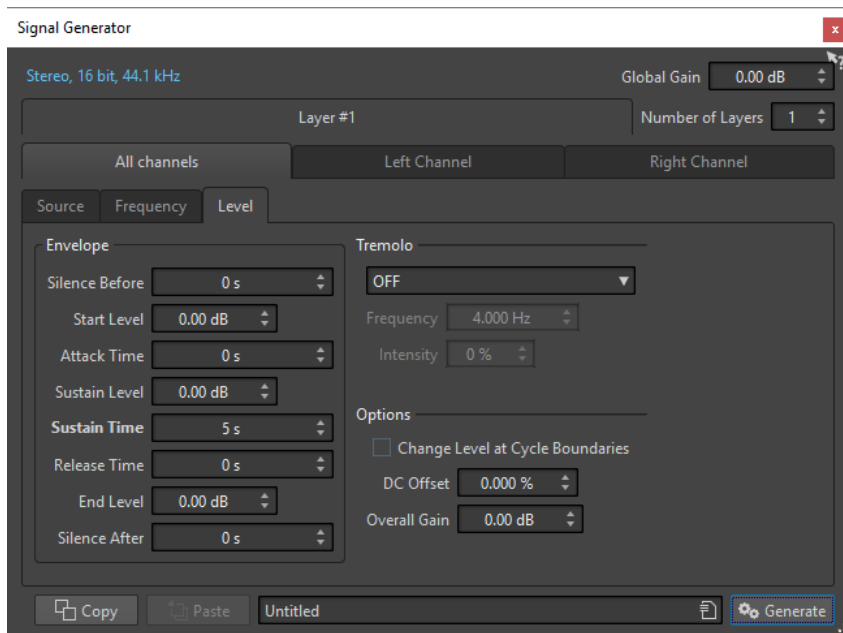 Signal Generator
x
Stereo, 16 bit, 44.1 kHz
Global Gain 0.00 dB
Layer #1
Number of Layers 1
All channels Left Channel Right Channel
Source Frequency Level
Envelope
Silence Before 0 s
Start Level 0.00 dB
Attack Time 0 s
Sustain Level 0.00 dB
Sustain Time 5 s
Release Time 0 s
End Level 0.00 dB
Silence After 0 s
Tremolo
OFF
Frequency 4.000 Hz
Intensity 0 %
Options
Change Level at Cycle Boundaries
DC Offset 0.000 %
Overall Gain 0.00 dB
Copy Paste Untitled Generate